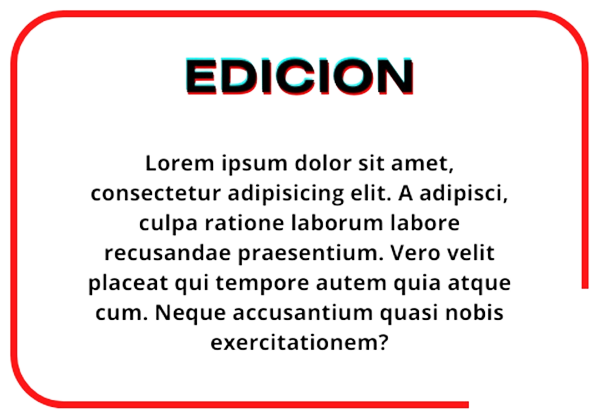 EDICION
Lorem ipsum dolor sit amet,
consectetur adipisicing elit. A adipisci,
culpa ratione laborum labore
recusandae praesentium. Vero velit
placeat qui tempore autem quia atque
cum. Neque accusantium quasi nobis
exercitationem?